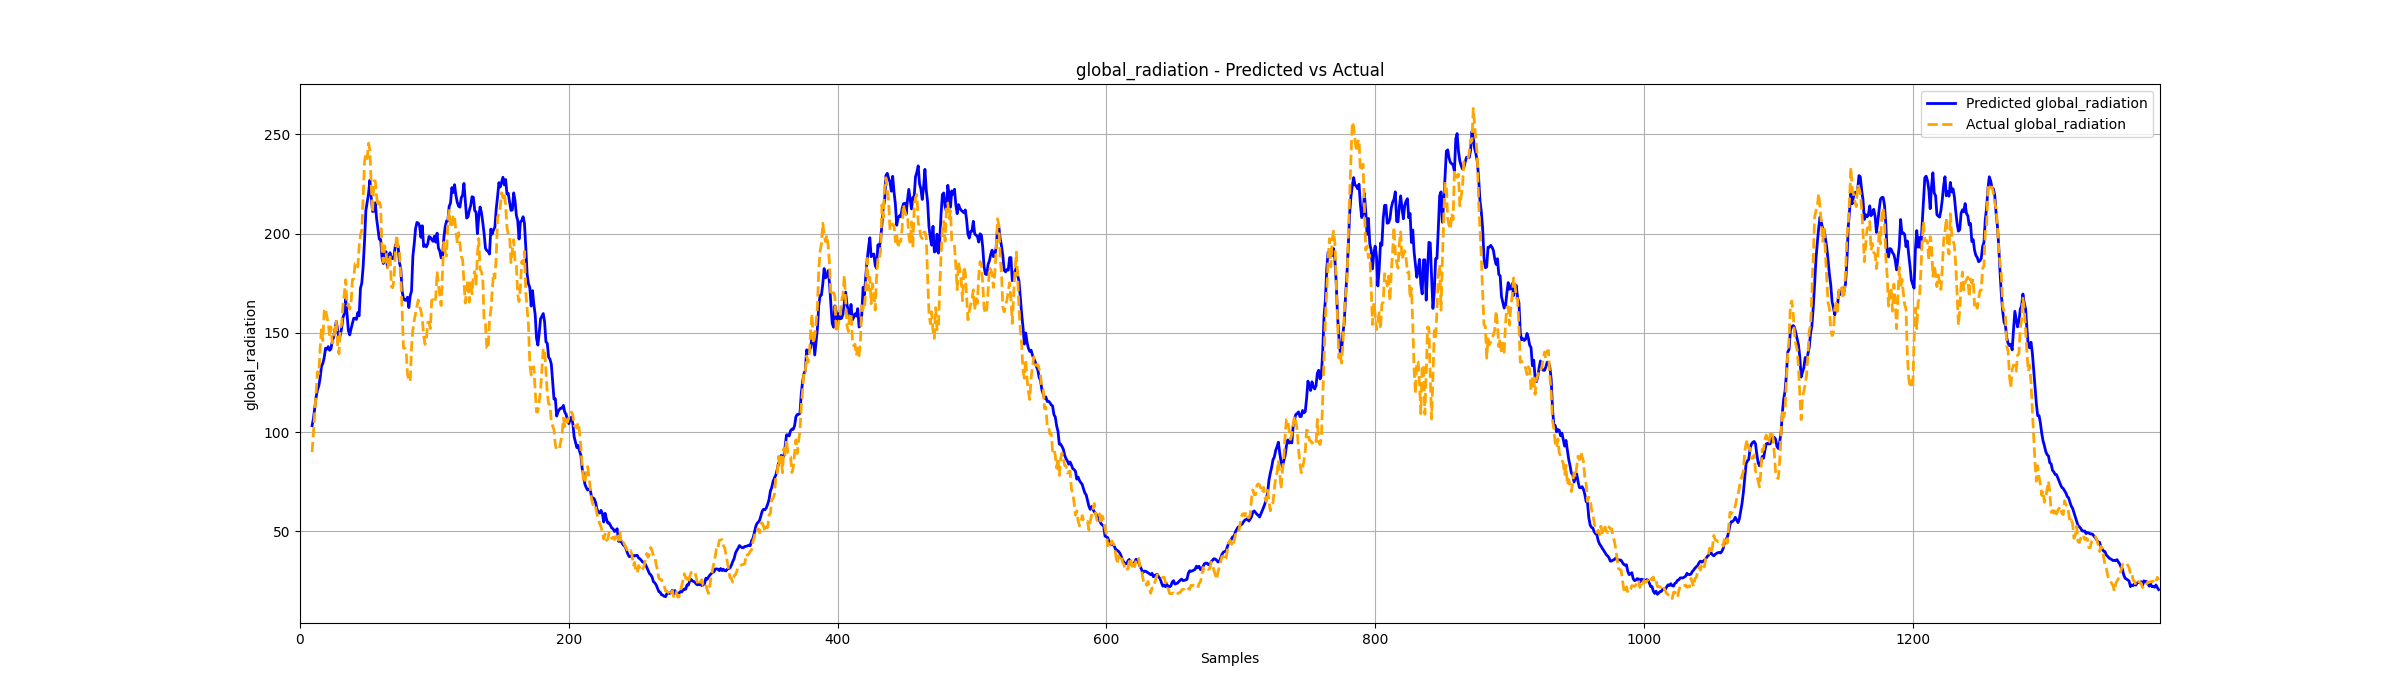 global_radiation - Predicted vs Actual
Predicted global_radiation
Actual global_radiation
global_radiation
250
200
150
100
50
0
200
400
600
800
1000
1200
Samples